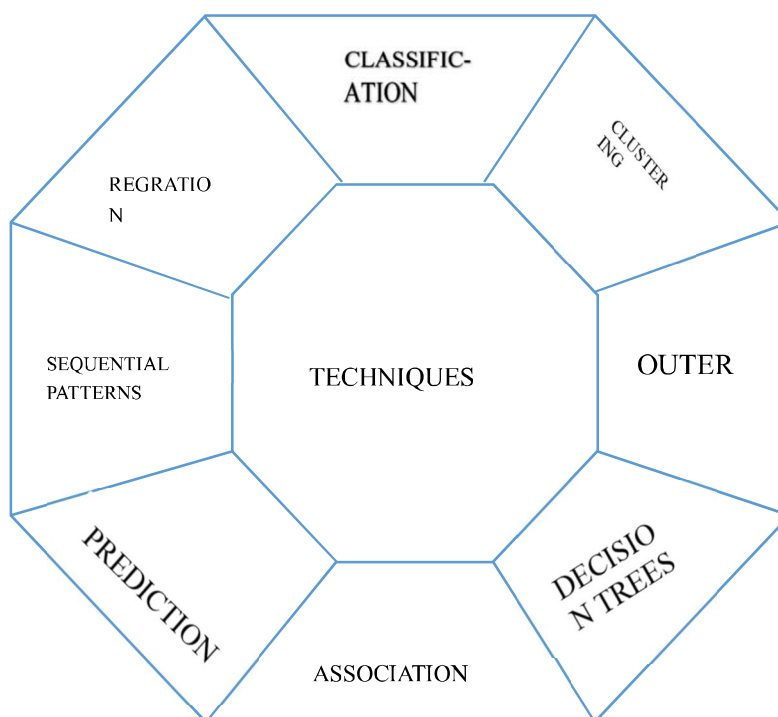 CLASSIFIC-
ATION
CLUSTER
ING
REGRATIO
N
SEQUENTIAL
PATTERNS
TECHNIQUES
OUTER
PREDICTION
DECISIO
N TREES
ASSOCIATION